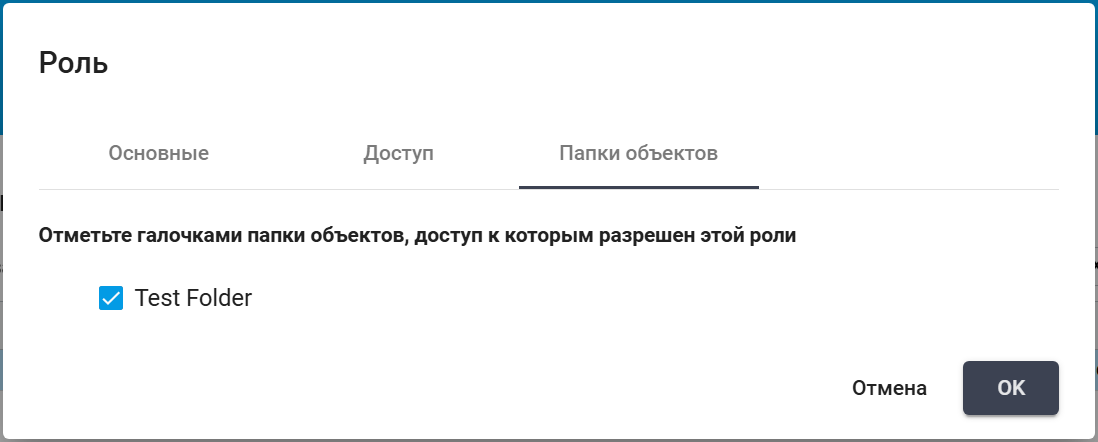 Роль
Основные Доступ Папки объектов
Отметьте галочками папки объектов, доступ к которым разрешен этой роли
Test Folder
Отмена OK